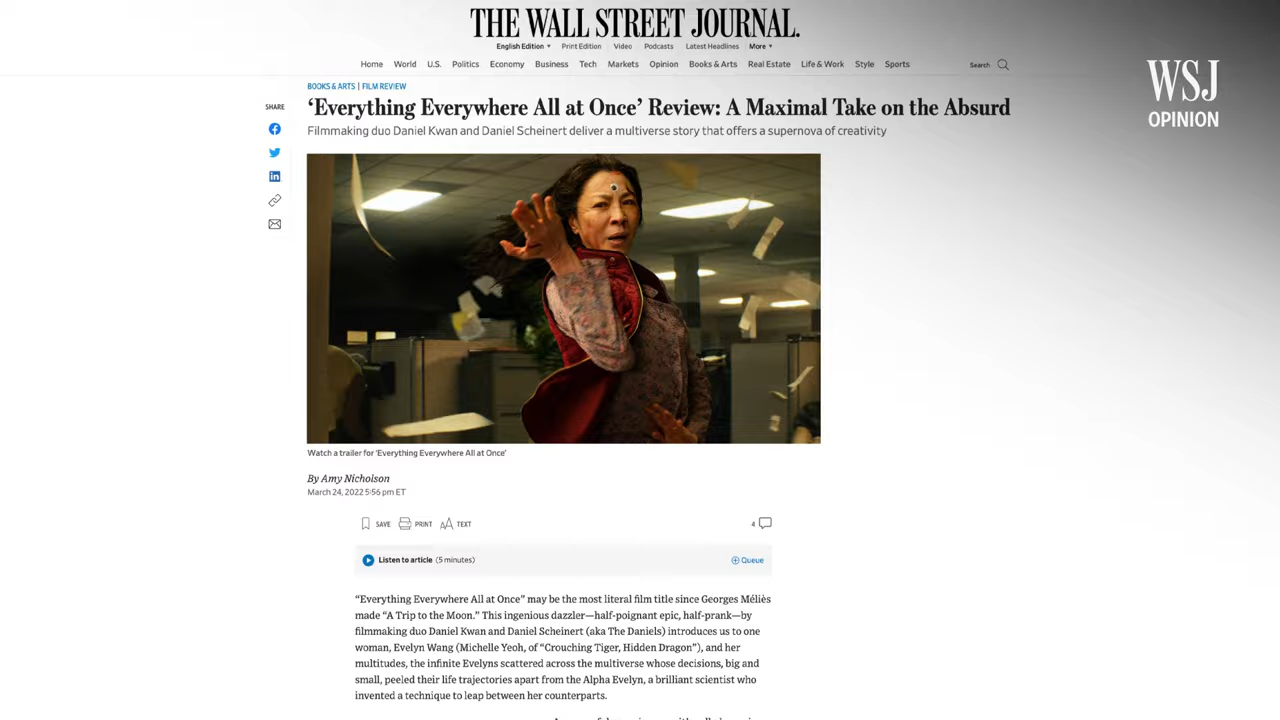 THE WALL STREET JOURNAL.
English Edition ▾ Print Edition Video Podcasts Latest Headlines More ▾
Home World U.S. Politics Economy Business Tech Markets Opinion Books & Arts Real Estate Life & Work Style Sports Search
WSJ
OPINION
BOOKS & ARTS | FILM REVIEW
SHARE
‘Everything Everywhere All at Once’ Review: A Maximal Take on the Absurd
Filmmaking duo Daniel Kwan and Daniel Scheinert deliver a multiverse story that offers a supernova of creativity
Watch a trailer for ‘Everything Everywhere All at Once’
By Amy Nicholson
March 24, 2022 5:56 pm ET
SAVE PRINT AA TEXT 4
Listen to article (5 minutes) Queue
“Everything Everywhere All at Once” may be the most literal film title since Georges Méliès
made “A Trip to the Moon.” This ingenious dazzler—half-poignant epic, half-prank—by
filmmaking duo Daniel Kwan and Daniel Scheinert (aka The Daniels) introduces us to one
woman, Evelyn Wang (Michelle Yeoh, of “Crouching Tiger, Hidden Dragon”), and her
multitudes, the infinite Evelyns scattered across the multiverse whose decisions, big and
small, peeled their life trajectories apart from the Alpha Evelyn, a brilliant scientist who
invented a technique to leap between her counterparts.